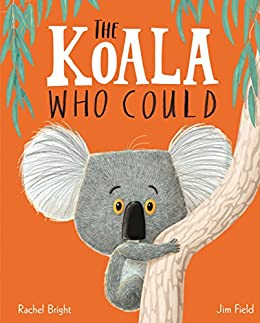 THE
KOALA
WHO COULD
Rachel Bright
Jim Field